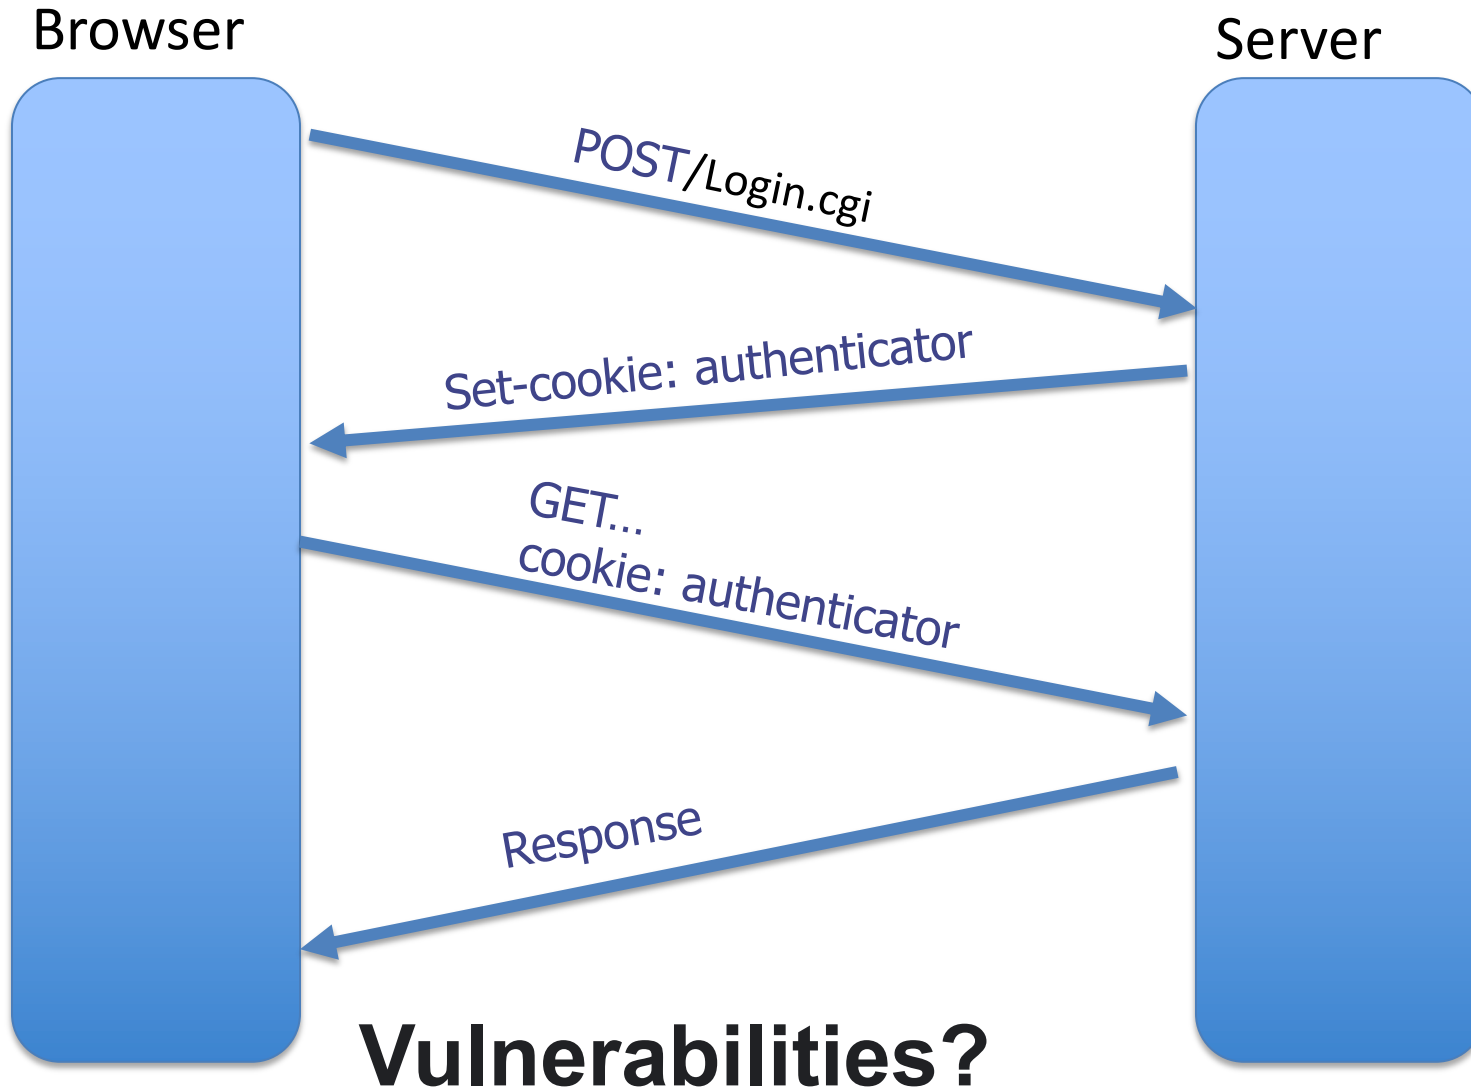 Browser
Server
POST/Login.cgi
Set-cookie: authenticator
GET...
cookie: authenticator
Response
Vulnerabilities?